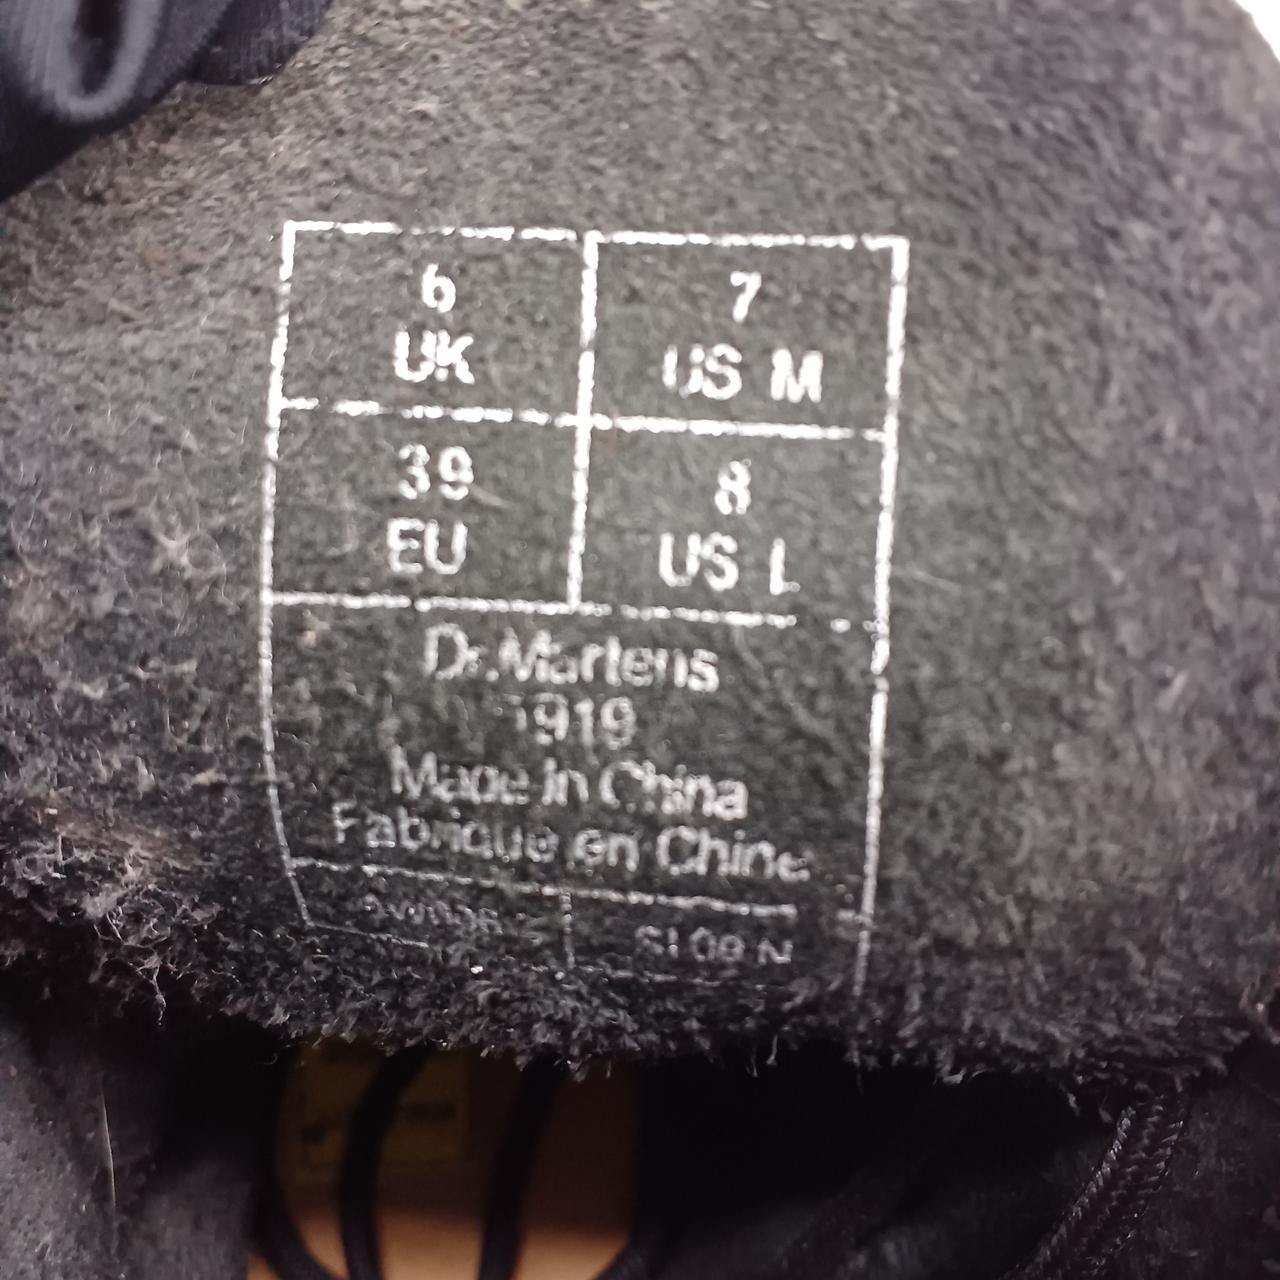 6
UK
7
US M
39
EU
8
US L
Dr. Martens
1919
Made in China
Fabrique en Chine